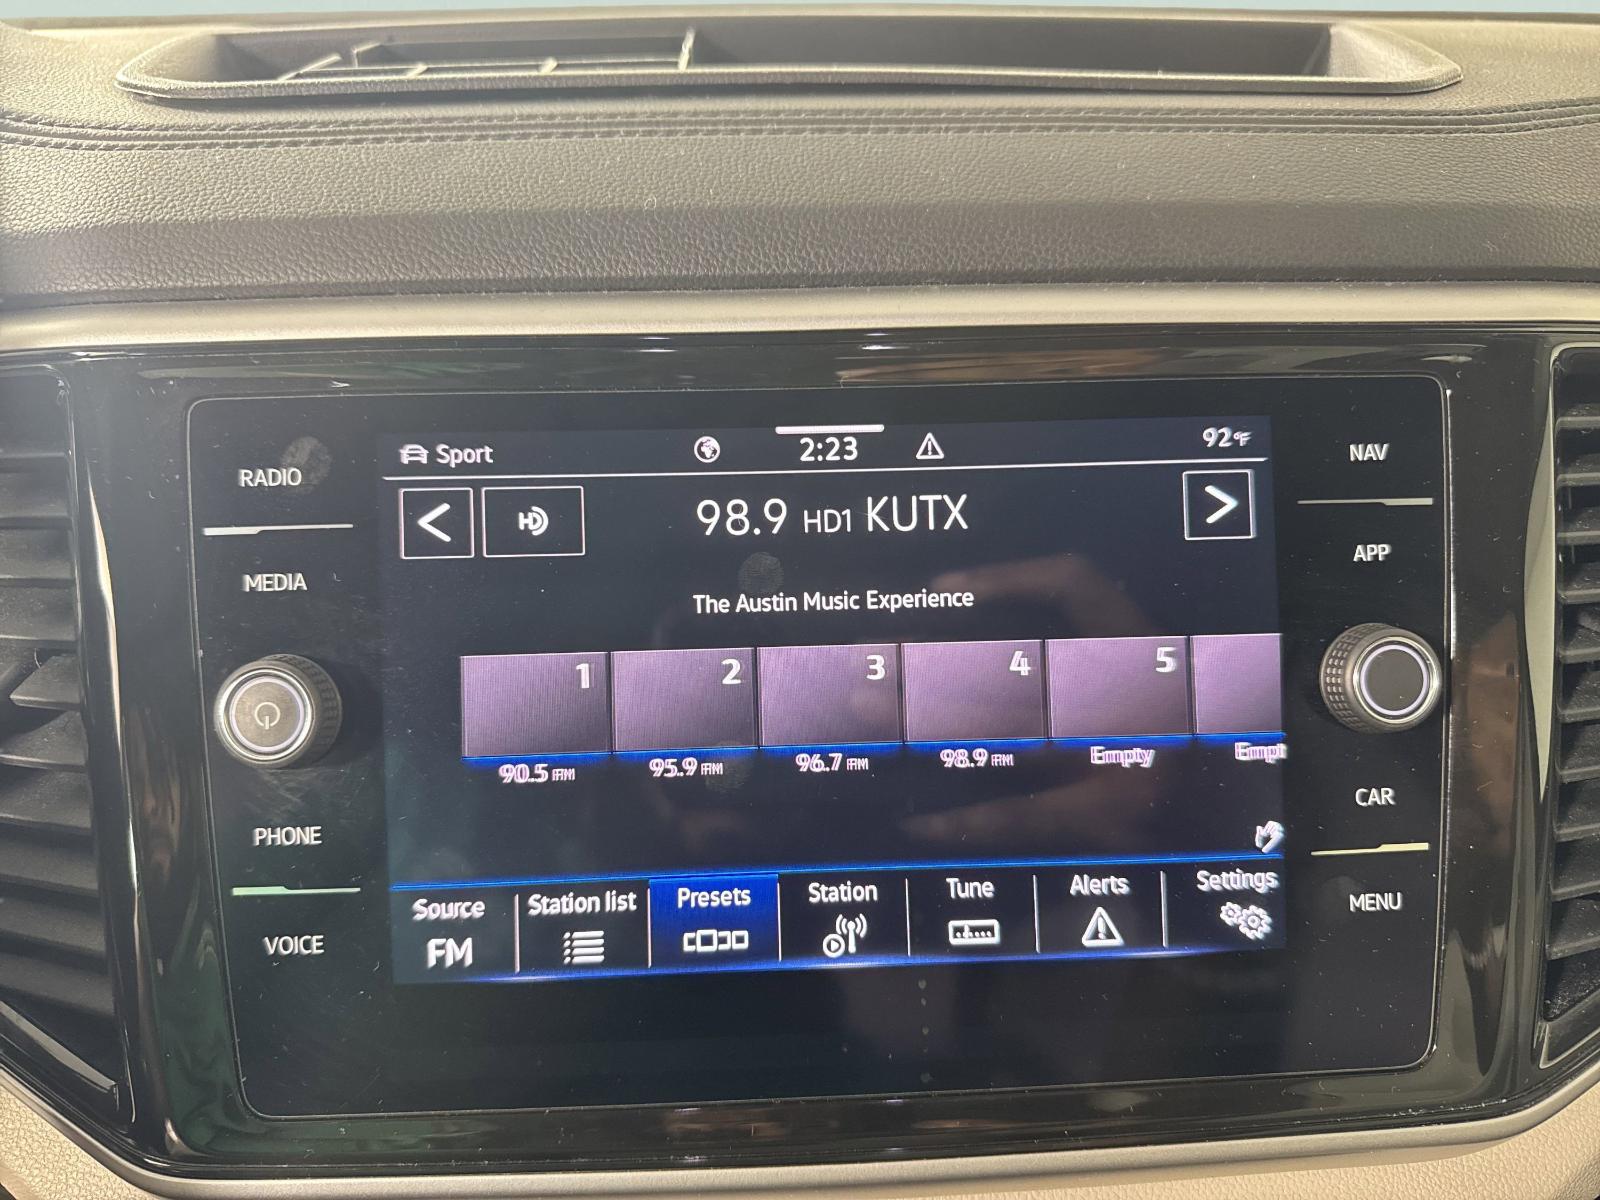 Sport 2:23 92°F
RADIO
MEDIA
PHONE
VOICE
HD
98.9 HD1 KUTX
The Austin Music Experience
1 2 3 4 5
90.5 FM 95.9 FM 96.7 FM 98.9 FM Empty Empt
Source Station list Presets Station Tune Alerts Settings
FM
NAV
APP
CAR
MENU